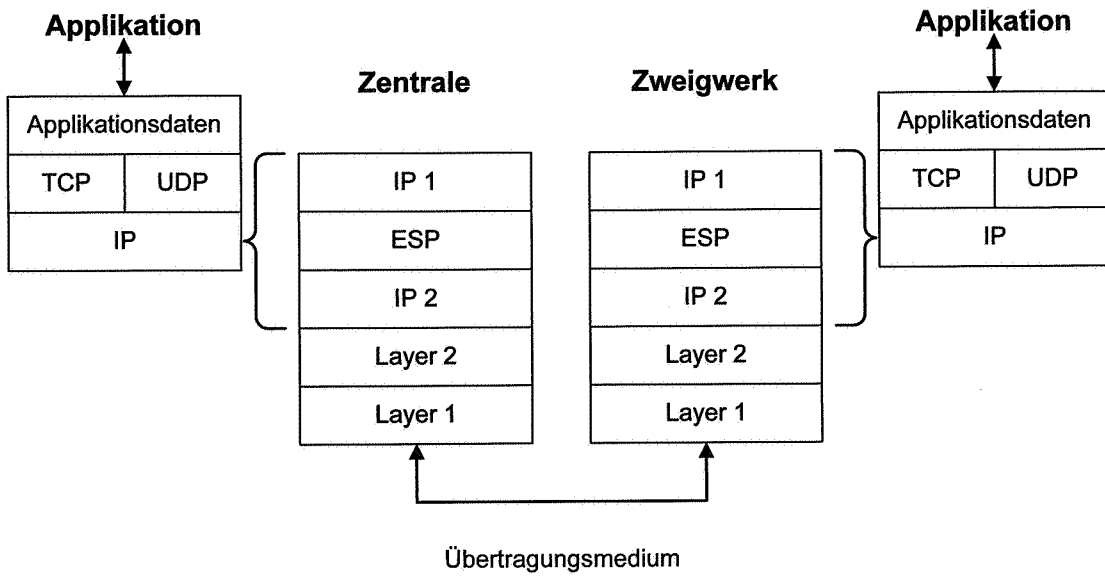 Applikation
Applikationsdaten
TCP UDP
IP
Zentrale
IP 1
ESP
IP 2
Layer 2
Layer 1
Zweigwerk
IP 1
ESP
IP 2
Layer 2
Layer 1
Applikation
Applikationsdaten
TCP UDP
IP
Übertragungsmedium